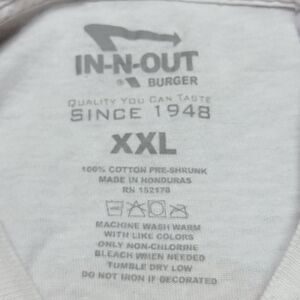 IN-N-OUT
® BURGER
QUALITY YOU CAN TASTE
SINCE 1948
XXL
100% COTTON PRE-SHRUNK
MADE IN HONDURAS
RN 152178
MACHINE WASH WARM
WITH LIKE COLORS
ONLY NON-CHLORINE
BLEACH WHEN NEEDED
TUMBLE DRY LOW
DO NOT IRON IF DECORATED